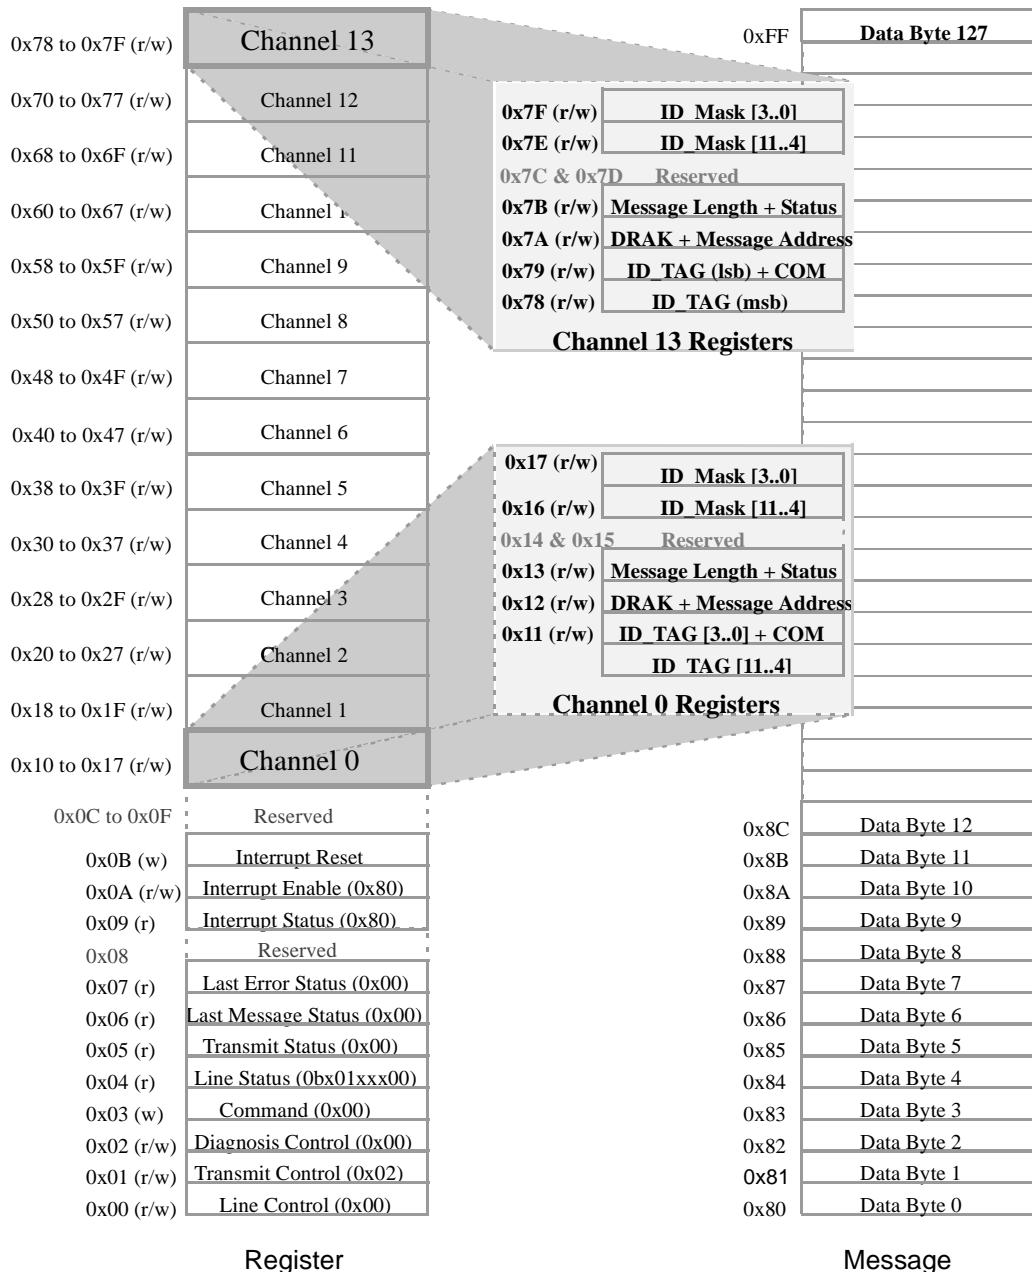 0x78 to 0x7F (r/w) Channel 13
0x70 to 0x77 (r/w) Channel 12
0x68 to 0x6F (r/w) Channel 11
0x60 to 0x67 (r/w) Channel 1
0x58 to 0x5F (r/w) Channel 9
0x50 to 0x57 (r/w) Channel 8
0x48 to 0x4F (r/w) Channel 7
0x40 to 0x47 (r/w) Channel 6
0x38 to 0x3F (r/w) Channel 5
0x30 to 0x37 (r/w) Channel 4
0x28 to 0x2F (r/w) Channel 3
0x20 to 0x27 (r/w) Channel 2
0x18 to 0x1F (r/w) Channel 1
0x10 to 0x17 (r/w) Channel 0
0x0C to 0x0F Reserved
0x0B (w) Interrupt Reset
0x0A (r/w) Interrupt Enable (0x80)
0x09 (r) Interrupt Status (0x80)
0x08 Reserved
0x07 (r) Last Error Status (0x00)
0x06 (r) Last Message Status (0x00)
0x05 (r) Transmit Status (0x00)
0x04 (r) Line Status (0bx01xxx00)
0x03 (w) Command (0x00)
0x02 (r/w) Diagnosis Control (0x00)
0x01 (r/w) Transmit Control (0x02)
0x00 (r/w) Line Control (0x00)
Register
0x7F (r/w) ID_Mask [3..0]
0x7E (r/w) ID_Mask [11..4]
0x7C & 0x7D Reserved
0x7B (r/w) Message Length + Status
0x7A (r/w) DRAK + Message Address
0x79 (r/w) ID_TAG (lsb) + COM
0x78 (r/w) ID_TAG (msb)
Channel 13 Registers
0x17 (r/w) ID_Mask [3..0]
0x16 (r/w) ID_Mask [11..4]
0x14 & 0x15 Reserved
0x13 (r/w) Message Length + Status
0x12 (r/w) DRAK + Message Address
0x11 (r/w) ID_TAG [3..0] + COM
ID_TAG [11..4]
Channel 0 Registers
0xFF Data Byte 127
0x8C Data Byte 12
0x8B Data Byte 11
0x8A Data Byte 10
0x89 Data Byte 9
0x88 Data Byte 8
0x87 Data Byte 7
0x86 Data Byte 6
0x85 Data Byte 5
0x84 Data Byte 4
0x83 Data Byte 3
0x82 Data Byte 2
0x81 Data Byte 1
0x80 Data Byte 0
Message